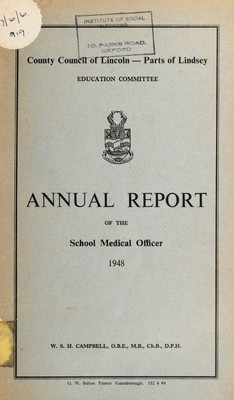 INSTITUTE OF SOCIAL
10, PARKS ROAD,
OXFORD
County Council of Lincoln — Parts of Lindsey
EDUCATION COMMITTEE
ANNUAL REPORT
OF THE
School Medical Officer
1948
W. S. H. CAMPBELL, O.B.E., M.B., Ch.B., D.P.H.
G. W. Belton Printer Gainsborough.